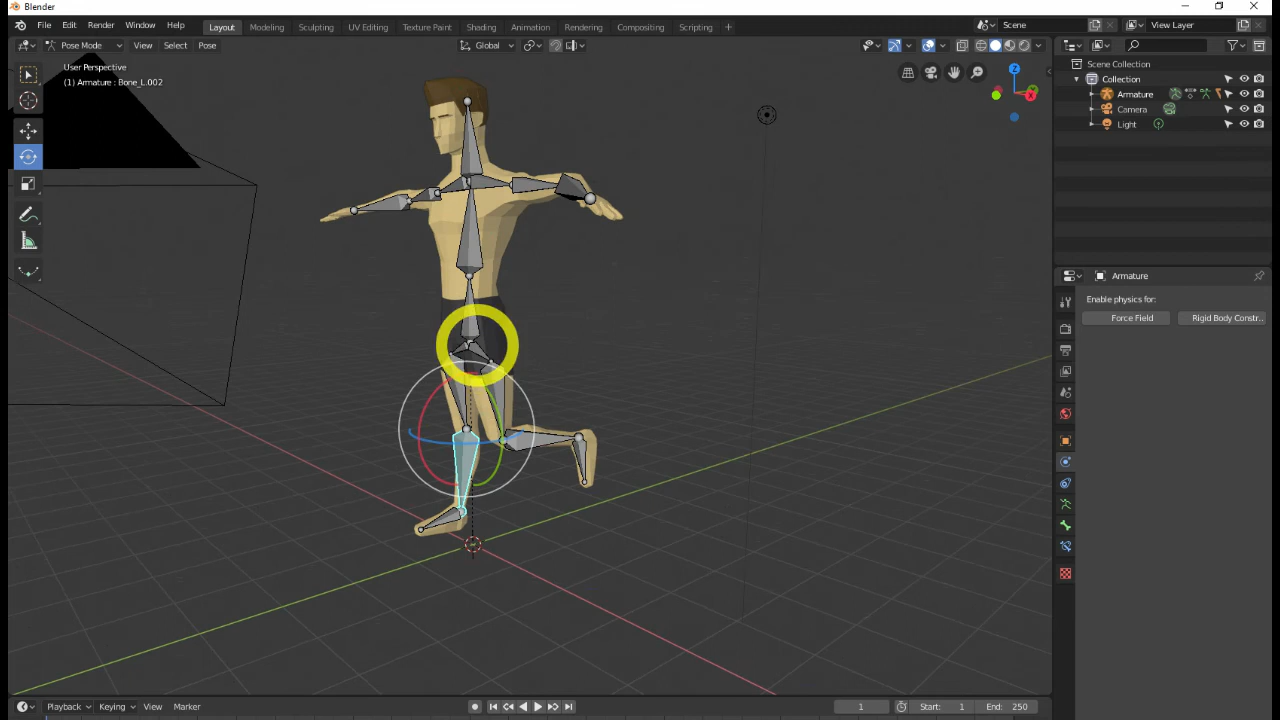 Blender
File Edit Render Window Help
Layout Modeling Sculpting UV Editing Texture Paint Shading Animation Rendering Compositing Scripting +
Scene
View Layer
Pose Mode View Select Pose
Global
User Perspective
(1) Armature : Bone_L.002
Z
X
Scene Collection
Collection
Armature
Camera
Light
Armature
Enable physics for:
Force Field
Rigid Body Constr..
Playback Keying View Marker
1
Start: 1
End: 250